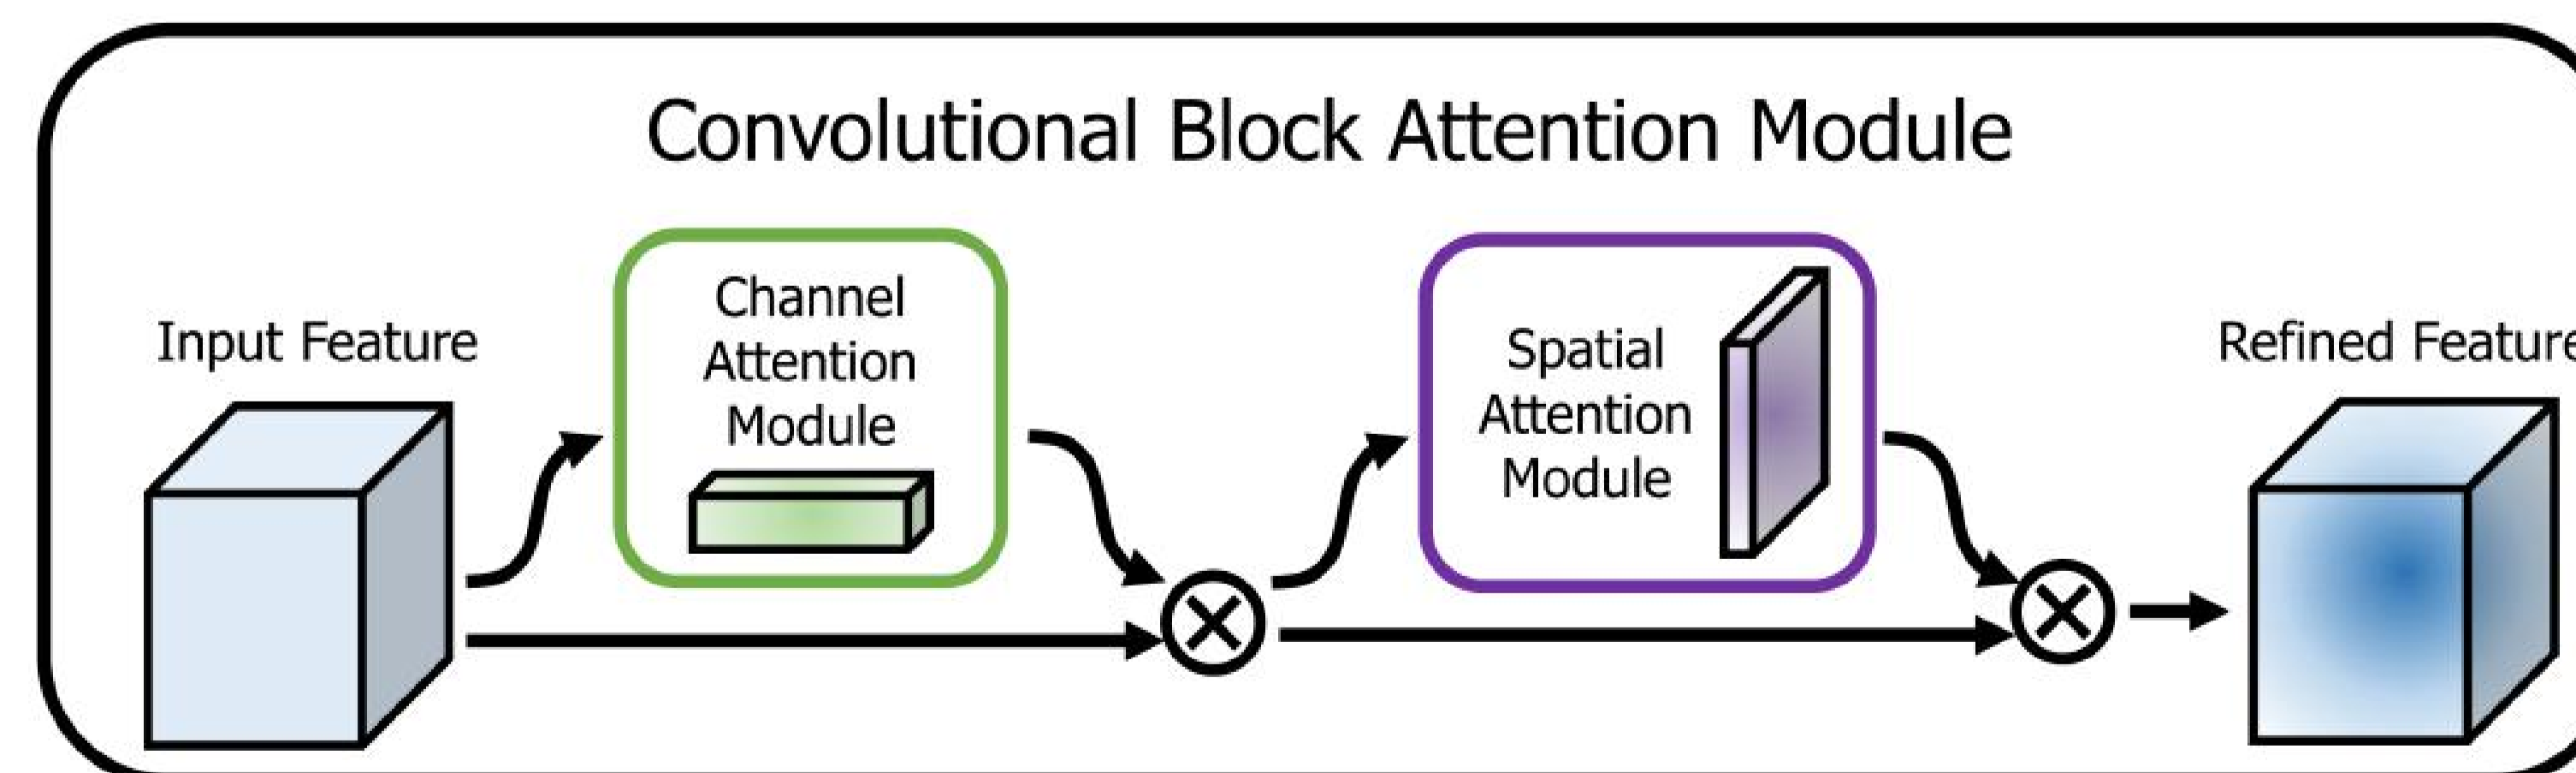 Convolutional Block Attention Module
Input Feature
Channel
Attention
Module
Spatial
Attention
Module
Refined Feature